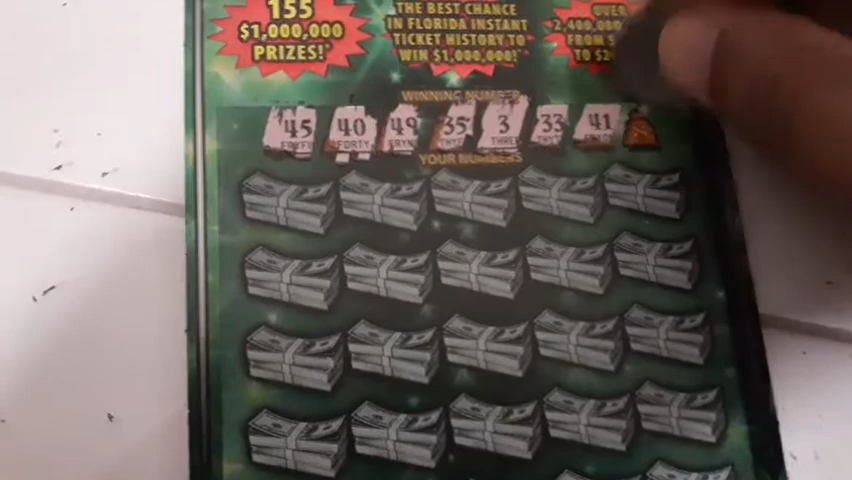 155
$1,000,000
PRIZES!*
THE BEST CHANCE
IN FLORIDA INSTANT
TICKET HISTORY TO
WIN $1,000,000!*
OVER
2,400,000
FROM
TO
WINNING NUMBERS
45 40 49 35 3 33 41
FORTY THREE
YOUR NUMBERS